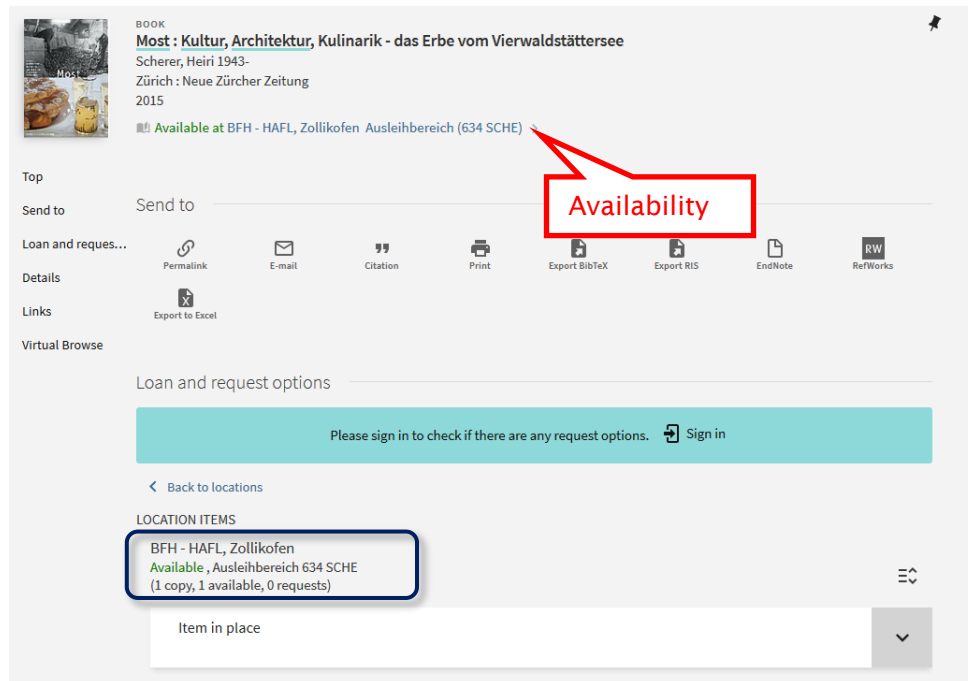 BOOK
Most : Kultur, Architektur, Kulinarik - das Erbe vom Vierwaldstättersee
Scherer, Heiri 1943-
Zürich : Neue Zürcher Zeitung
2015
Available at BFH - HAFL, Zollikofen Ausleihbereich (634 SCHE)
Most
Availability
Top
Send to
Loan and reques...
Details
Links
Virtual Browse
Send to
Permalink
E-mail
Citation
Print
Export BibTeX
Export RIS
EndNote
RW
RefWorks
Export to Excel
Loan and request options
Please sign in to check if there are any request options. Sign in
Back to locations
LOCATION ITEMS
BFH - HAFL, Zollikofen
Available , Ausleihbereich 634 SCHE
(1 copy, 1 available, 0 requests)
Item in place